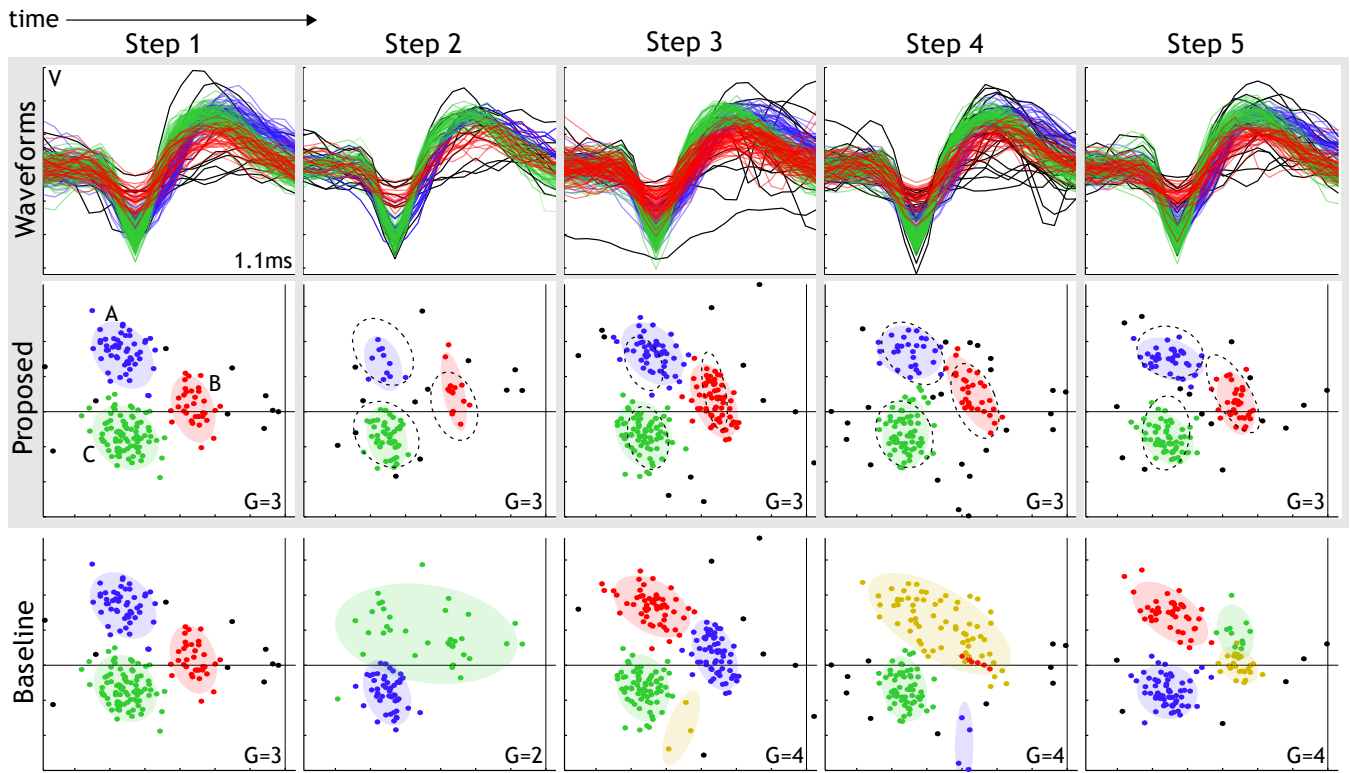 time
Step 1
Step 2
Step 3
Step 4
Step 5
Waveforms
V
1.1ms
Proposed
A
B
C
G=3
G=3
G=3
G=3
G=3
Baseline
G=3
G=2
G=4
G=4
G=4